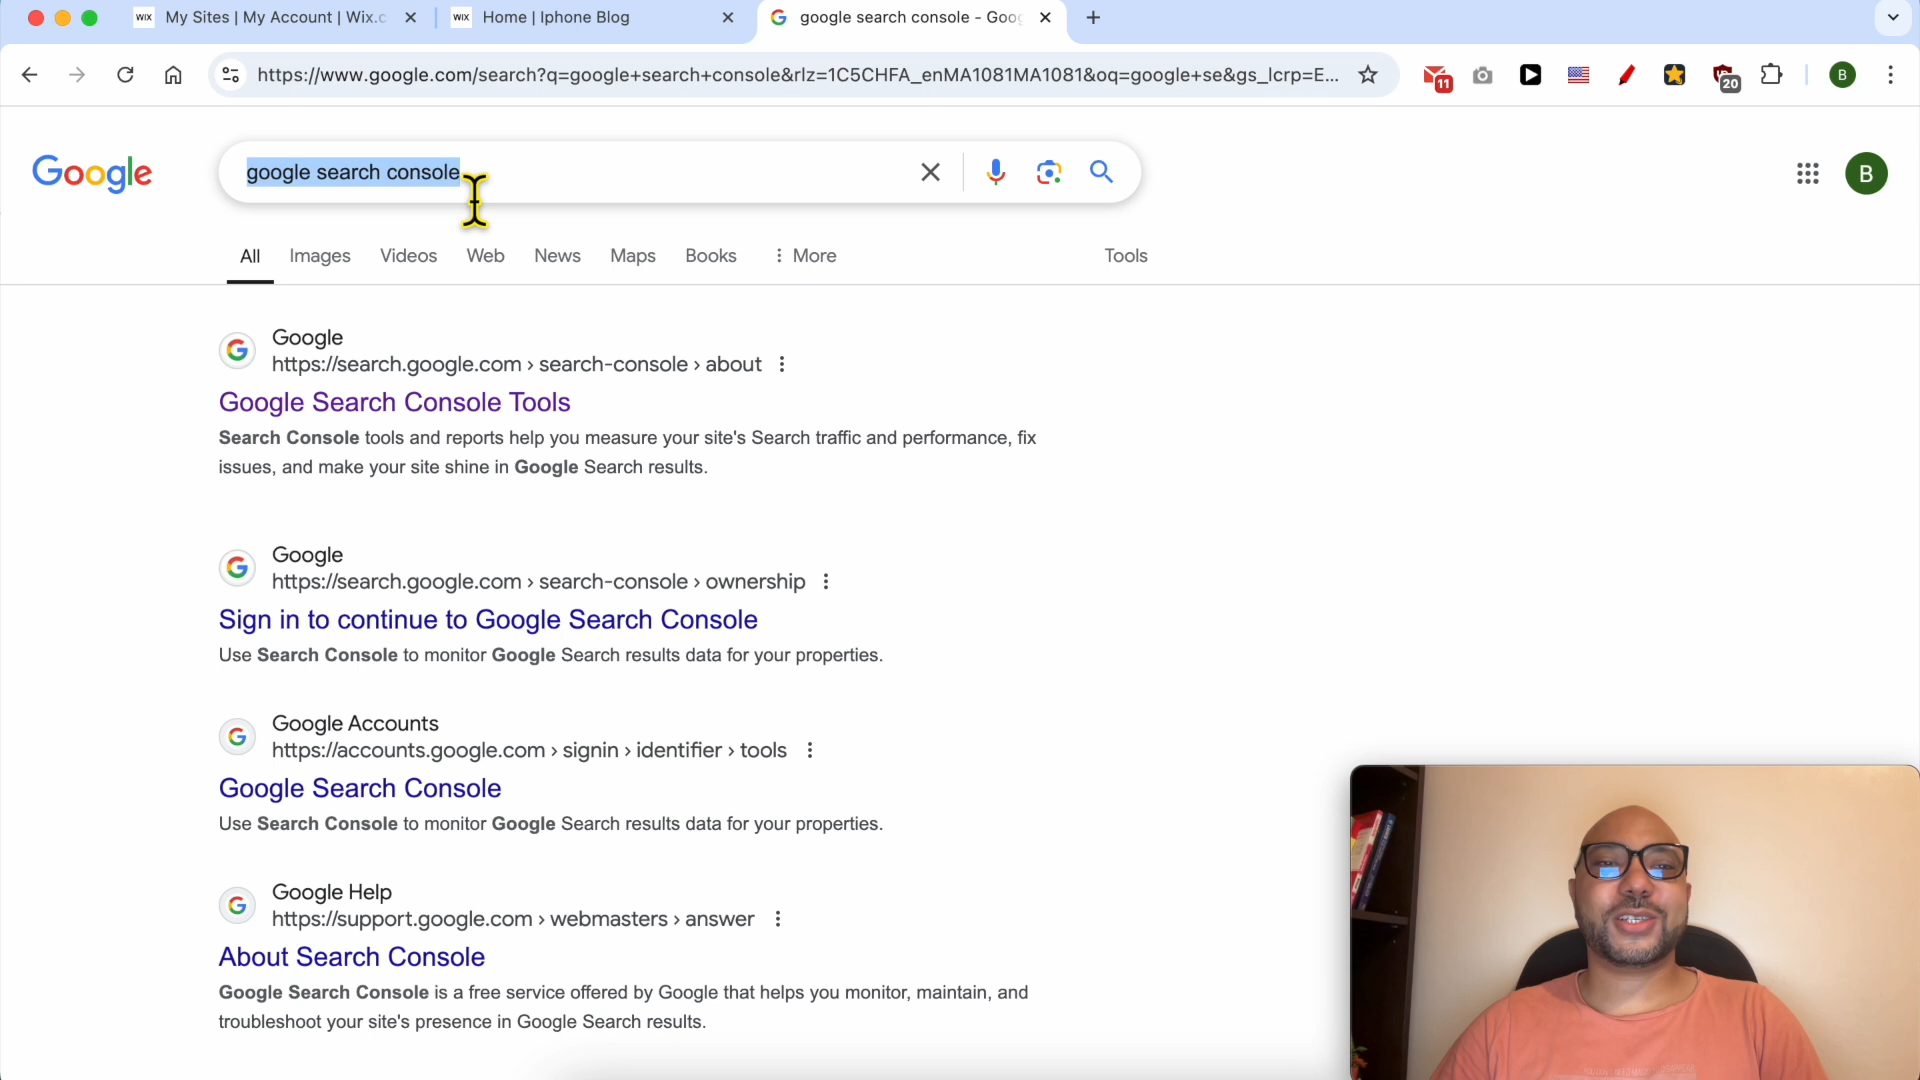 WIX My Sites | My Account | Wix.c
WIX Home | Iphone Blog
google search console - Goog
https://www.google.com/search?q=google+search+console&rlz=1C5CHFA_enMA1081MA1081&oq=google+se&gs_lcrp=E...
11
20
B
Google
google search console
B
All
Images
Videos
Web
News
Maps
Books
More
Tools
Google
https://search.google.com › search-console › about
Google Search Console Tools
Search Console tools and reports help you measure your site's Search traffic and performance, fix
issues, and make your site shine in Google Search results.
Google
https://search.google.com › search-console › ownership
Sign in to continue to Google Search Console
Use Search Console to monitor Google Search results data for your properties.
Google Accounts
https://accounts.google.com › signin › identifier › tools
Google Search Console
Use Search Console to monitor Google Search results data for your properties.
Google Help
https://support.google.com › webmasters › answer
About Search Console
Google Search Console is a free service offered by Google that helps you monitor, maintain, and
troubleshoot your site's presence in Google Search results.